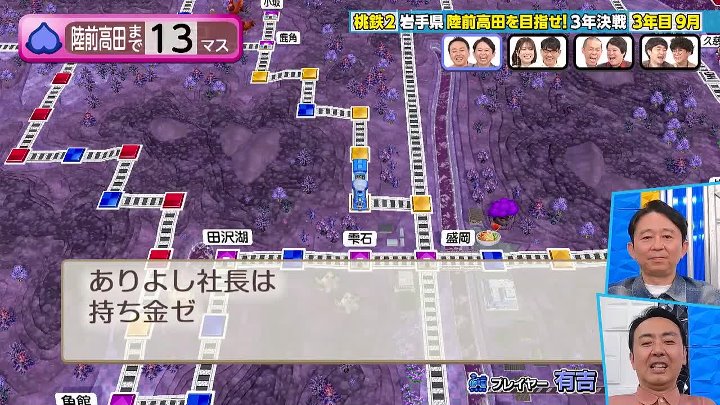 陸前高田まで13マス
桃鉄2 岩手県 陸前高田を目指せ!3年決戦 3年目 9月
小坂
鹿角
久慈
田沢湖
雫石
盛岡
ありよし社長は
持ち金ゼ
プレイヤー 有吉
角館